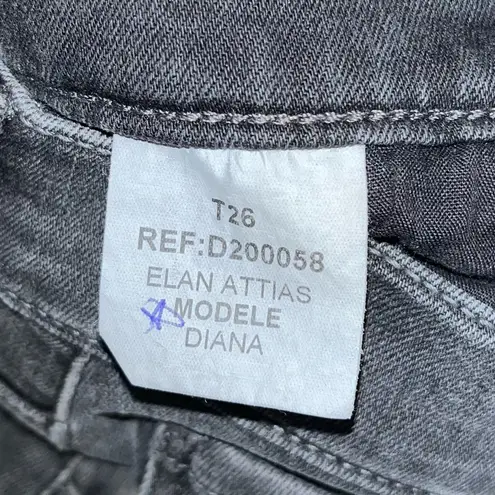 T26
REF:D200058
ELAN ATTIAS
MODELE
DIANA